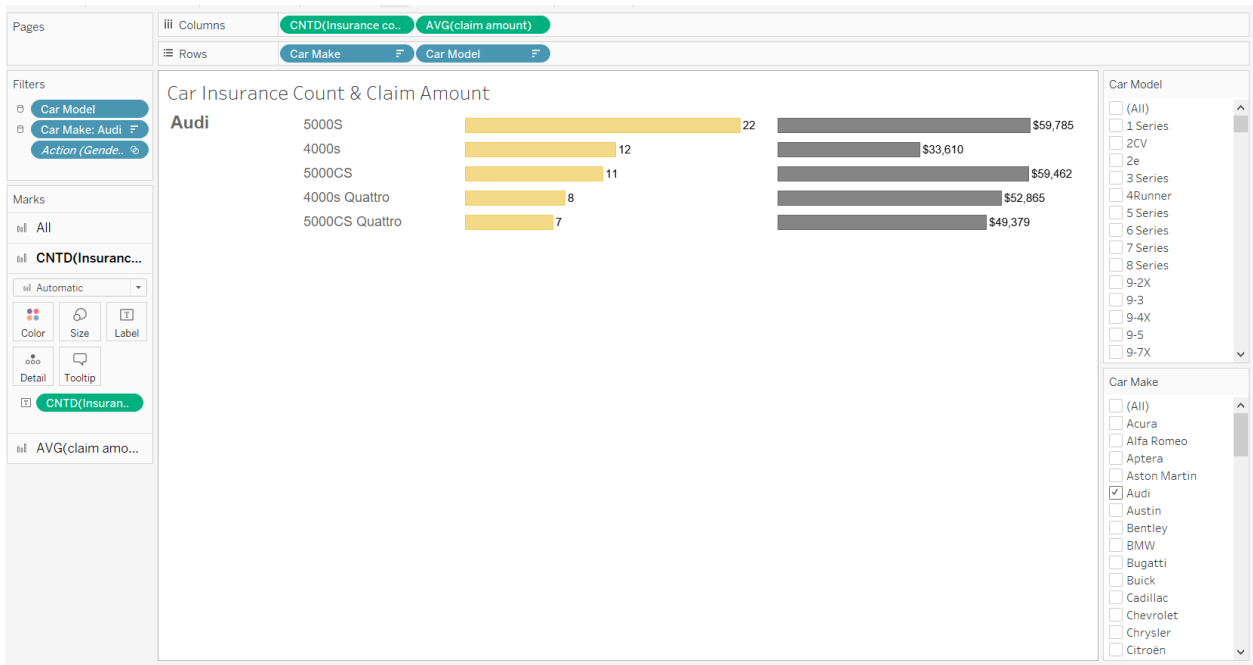 Pages
iii Columns
CNTD(Insurance co..
AVG(claim amount)
Rows
Car Make
Car Model
Filters
Car Model
Car Make: Audi
Action (Gende..
Marks
All
CNTD(Insuranc...
Automatic
Color
Size
Label
Detail
Tooltip
CNTD(Insuran..
AVG(claim amo...
Car Insurance Count & Claim Amount
Audi
5000S 22 $59,785
4000s 12 $33,610
5000CS 11 $59,462
4000s Quattro 8 $52,865
5000CS Quattro 7 $49,379
Car Model
(All)
1 Series
2CV
2e
3 Series
4Runner
5 Series
6 Series
7 Series
8 Series
9-2X
9-3
9-4X
9-5
9-7X
Car Make
(All)
Acura
Alfa Romeo
Aptera
Aston Martin
Audi
Austin
Bentley
BMW
Bugatti
Buick
Cadillac
Chevrolet
Chrysler
Citroën